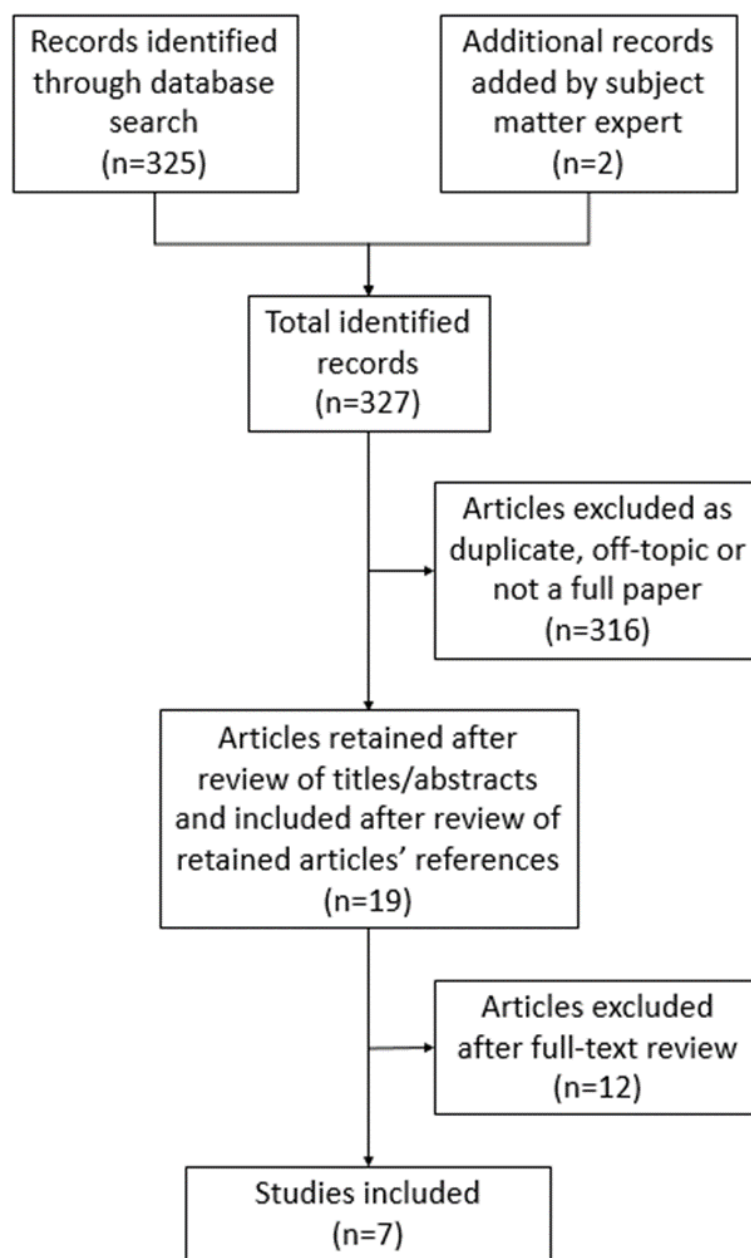 Records identified
through database
search
(n=325)
Additional records
added by subject
matter expert
(n=2)
Total identified
records
(n=327)
Articles excluded as
duplicate, off-topic or
not a full paper
(n=316)
Articles retained after
review of titles/abstracts
and included after review of
retained articles’ references
(n=19)
Articles excluded
after full-text review
(n=12)
Studies included
(n=7)